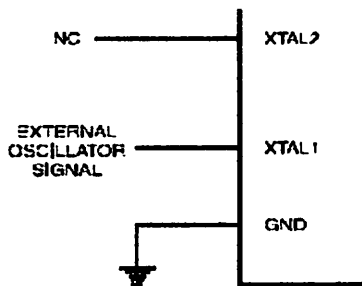 NC
XTAL2
EXTERNAL
OSCILLATOR
SIGNAL
XTAL1
GND